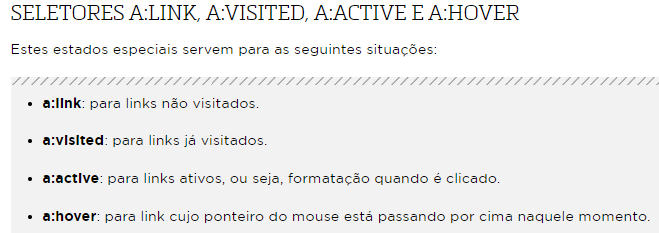 SELETORES A:LINK, A:VISITED, A:ACTIVE E A:HOVER
Estes estados especiais servem para as seguintes situações:
• a:link: para links não visitados.
• a:visited: para links já visitados.
• a:active: para links ativos, ou seja, formatação quando é clicado.
• a:hover: para link cujo ponteiro do mouse está passando por cima naquele momento.